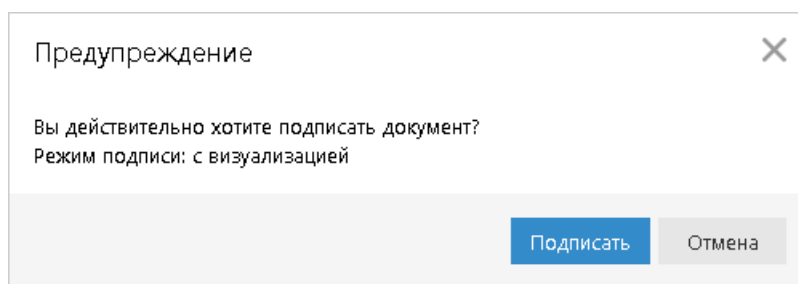 Предупреждение
Вы действительно хотите подписать документ?
Режим подписи: с визуализацией
Подписать Отмена